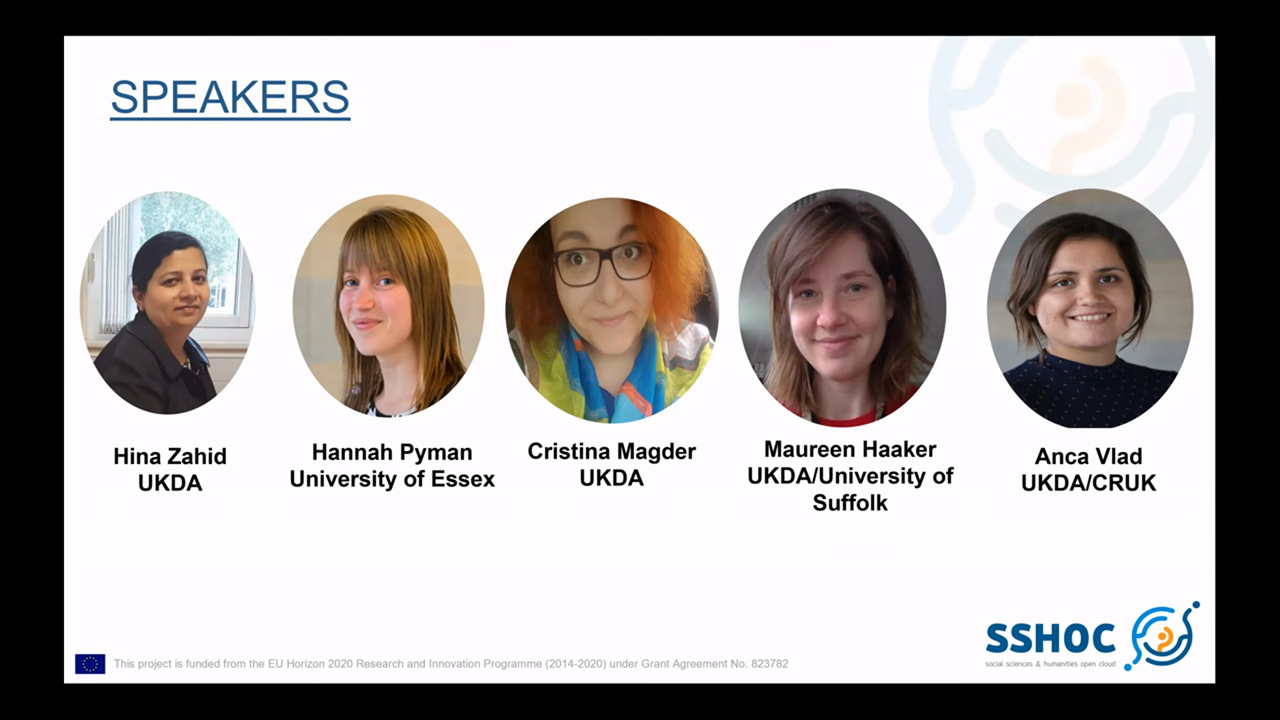 SPEAKERS
Hina Zahid
UKDA
Hannah Pyman
University of Essex
Cristina Magder
UKDA
Maureen Haaker
UKDA/University of
Suffolk
Anca Vlad
UKDA/CRUK
SSHOC
social sciences & humanities open cloud
This project is funded from the EU Horizon 2020 Research and Innovation Programme (2014-2020) under Grant Agreement No. 823782